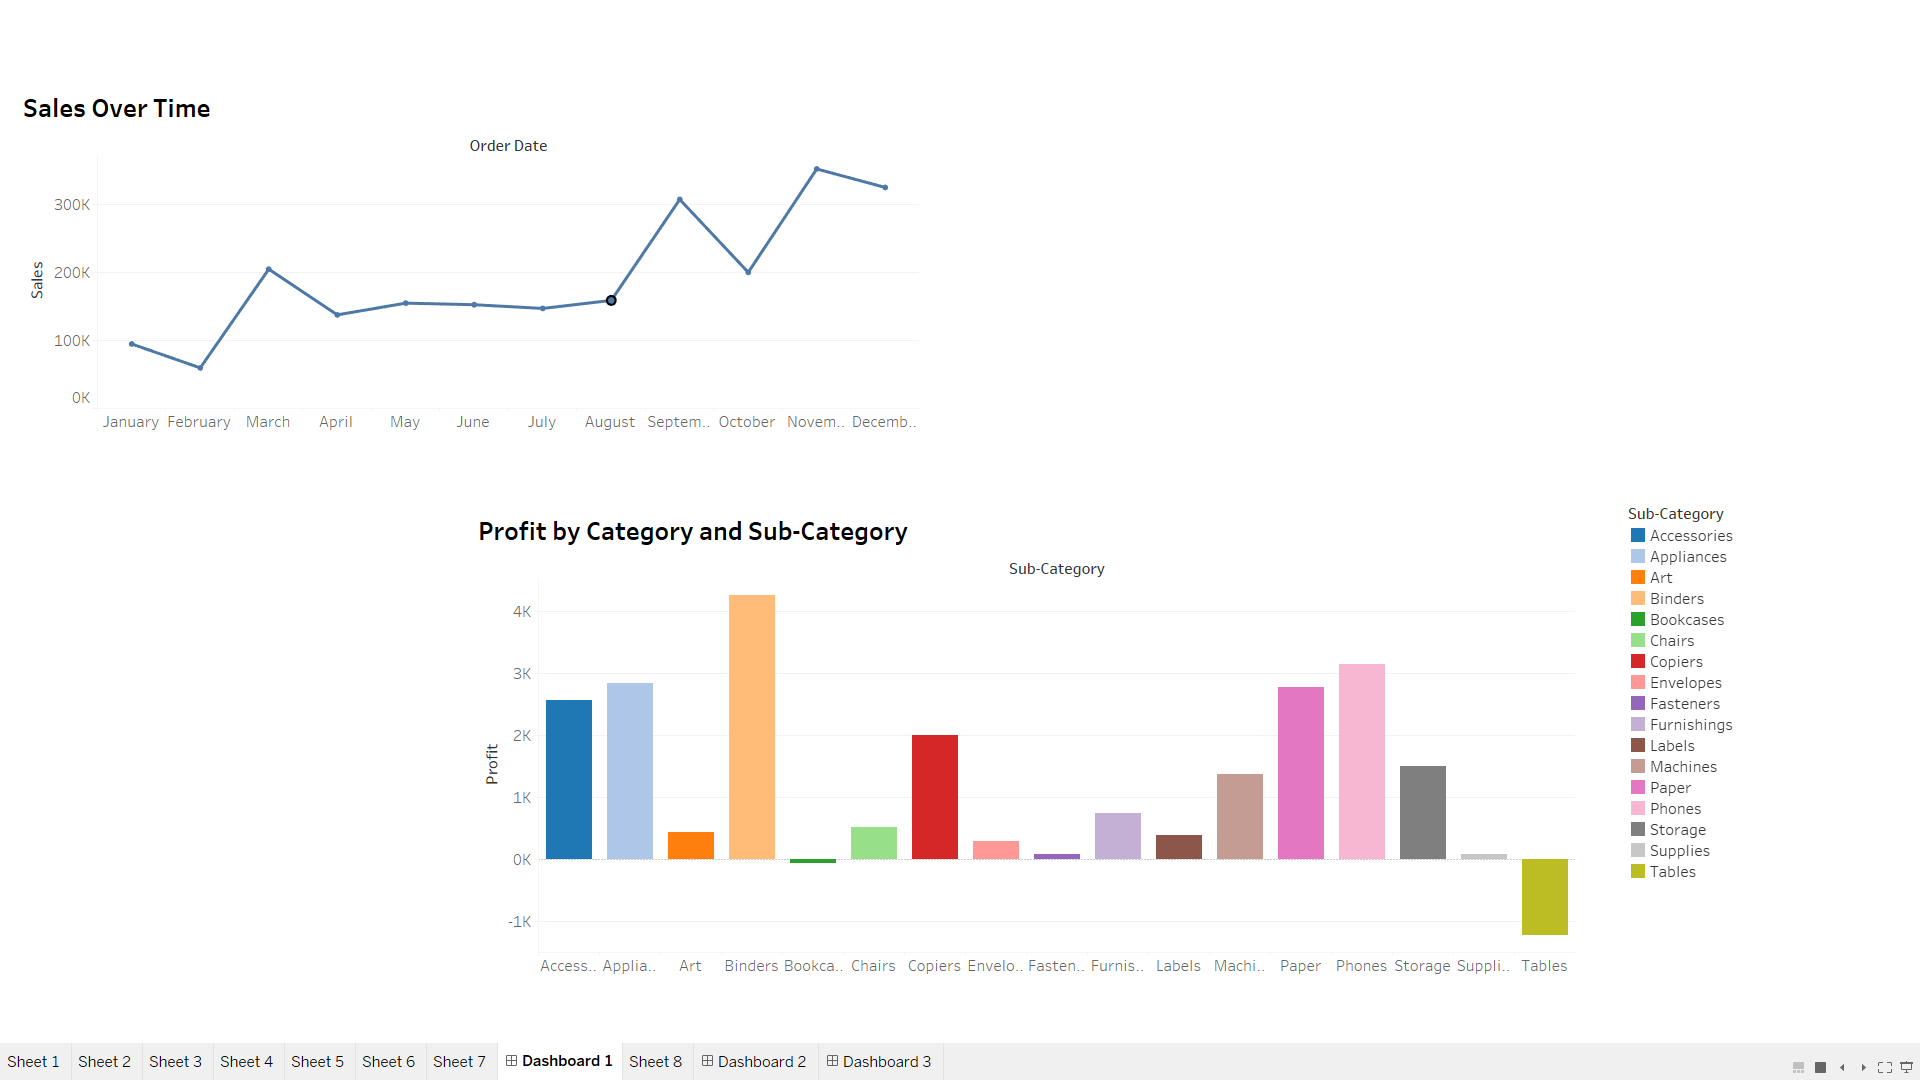 Sales Over Time
Order Date
Sales
300K
200K
100K
0K
January February March April May June July August Septem.. October Novem.. Decemb..
Profit by Category and Sub-Category
Sub-Category
Profit
4K
3K
2K
1K
0K
-1K
Access.. Applia.. Art Binders Bookca.. Chairs Copiers Envelo.. Fasten.. Furnis.. Labels Machi.. Paper Phones Storage Suppli.. Tables
Sub-Category
Accessories
Appliances
Art
Binders
Bookcases
Chairs
Copiers
Envelopes
Fasteners
Furnishings
Labels
Machines
Paper
Phones
Storage
Supplies
Tables
Sheet 1 Sheet 2 Sheet 3 Sheet 4 Sheet 5 Sheet 6 Sheet 7 Dashboard 1 Sheet 8 Dashboard 2 Dashboard 3